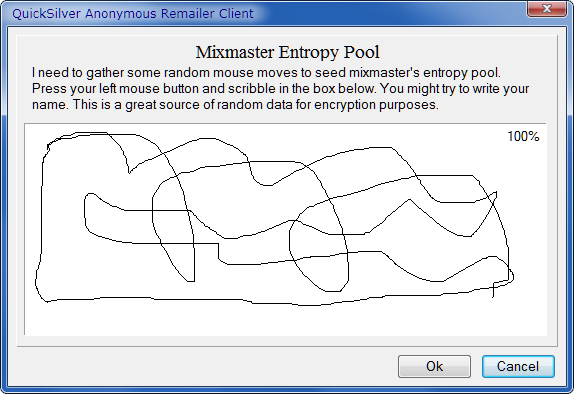 QuickSilver Anonymous Remailer Client
Mixmaster Entropy Pool
I need to gather some random mouse moves to seed mixmaster's entropy pool.
Press your left mouse button and scribble in the box below. You might try to write your
name. This is a great source of random data for encryption purposes.
100%
Ok
Cancel